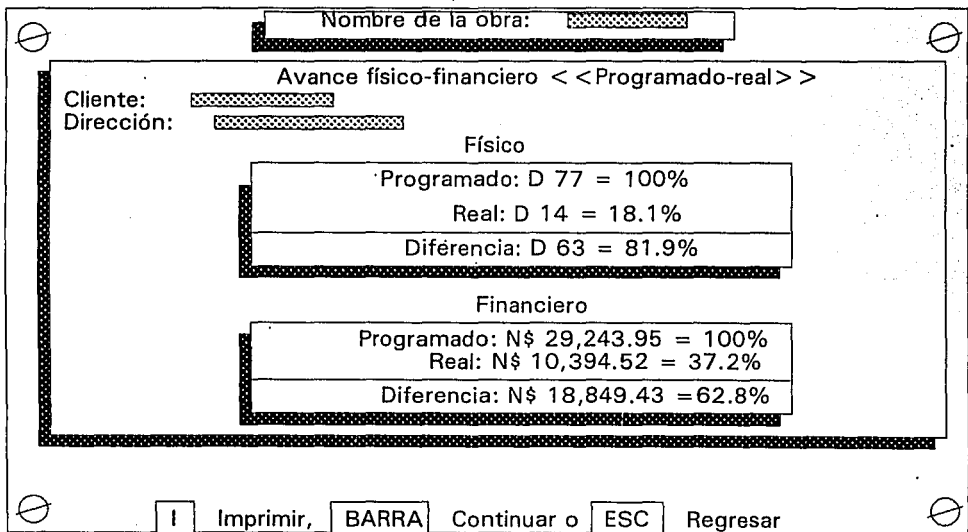 Nombre de la obra:
Avance físico-financiero < <Programado-real> >
Cliente:
Dirección:
Físico
Programado: D 77 = 100%
Real: D 14 = 18.1%
Diférencia: D 63 = 81.9%
Financiero
Programado: N$ 29,243.95 = 100%
Real: N$ 10,394.52 = 37.2%
Diferencia: N$ 18,849.43 =62.8%
I Imprimir, BARRA Continuar o ESC Regresar